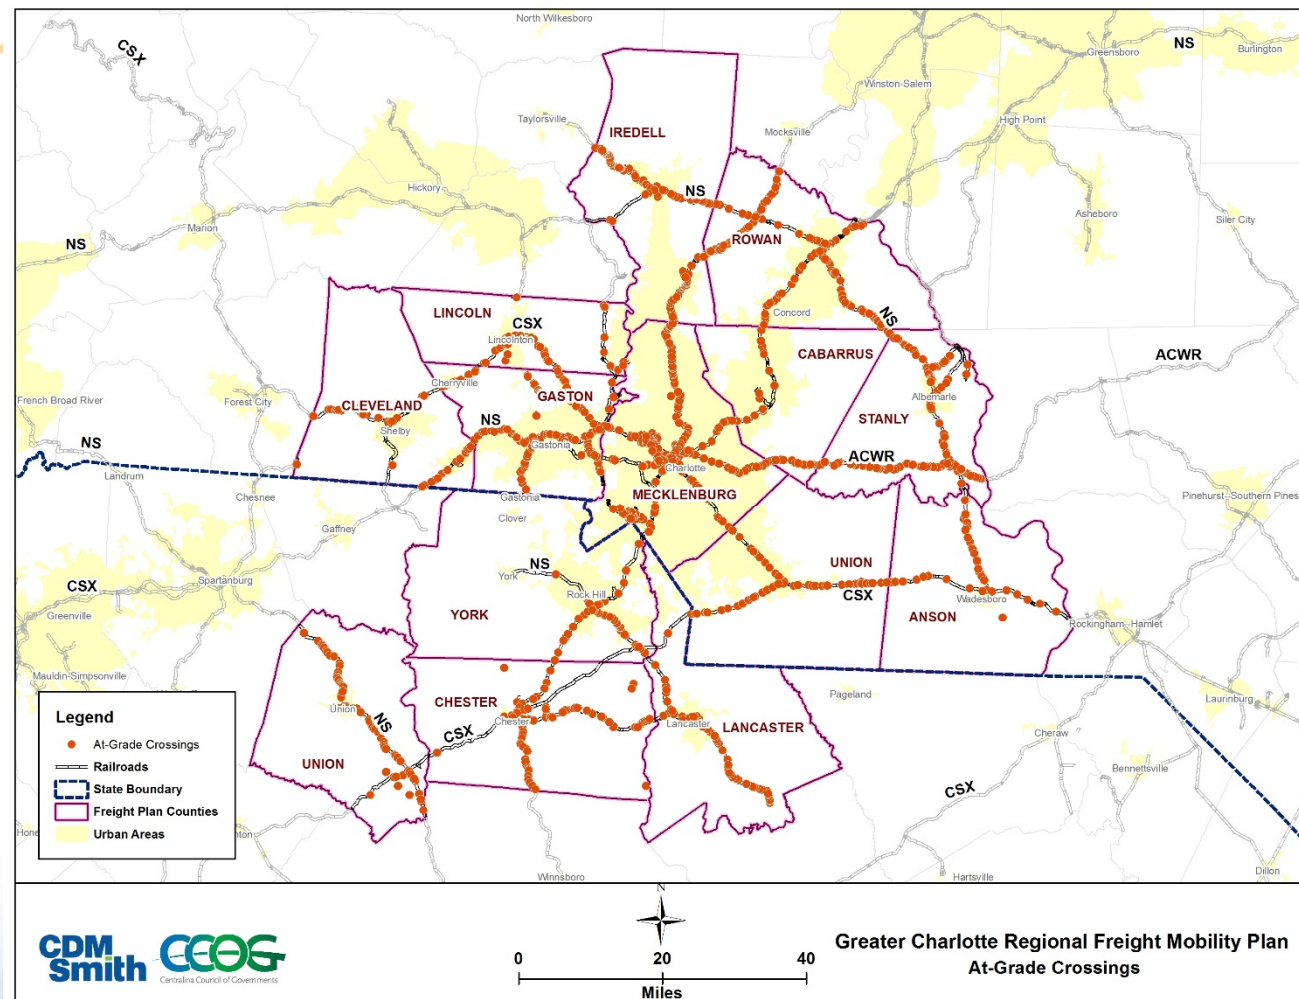 North Wilkesboro
CSX
NS
Greensboro
Burlington
Winston-Salem
Taylorsville
IREDELL
Mocksville
High Point
Hickory
NS
Asheboro
Siler City
Marion
NS
ROWAN
LINCOLN
CSX
Lincolnton
Concord
NS
CABARRUS
ACWR
Cherryville
French Broad River
Forest City
CLEVELAND
GASTON
Albemarle
Shelby
NS
STANLY
NS
Gastonia
ACWR
Landrum
Charlotte
Chesnee
Gastonia
MECKLENBURG
Pinehurst-Southern Pines
Clover
Gaffney
NS
York
UNION
CSX
Spartanburg
CSX
Rock Hill
Wadesboro
Greenville
YORK
ANSON
Rockingham-Hamlet
Mauldin-Simpsonville
Pageland
Laurinburg
Union
NS
CHESTER
Chester
Lancaster
LANCASTER
CSX
Cheraw
UNION
Bennettsville
CSX
Winnsboro
Hartsville
Dillon
Legend
At-Grade Crossings
Railroads
State Boundary
Freight Plan Counties
Urban Areas
N
CDM
Smith
CCOG
Centralina Council of Governments
0 20 40
Miles
Greater Charlotte Regional Freight Mobility Plan
At-Grade Crossings